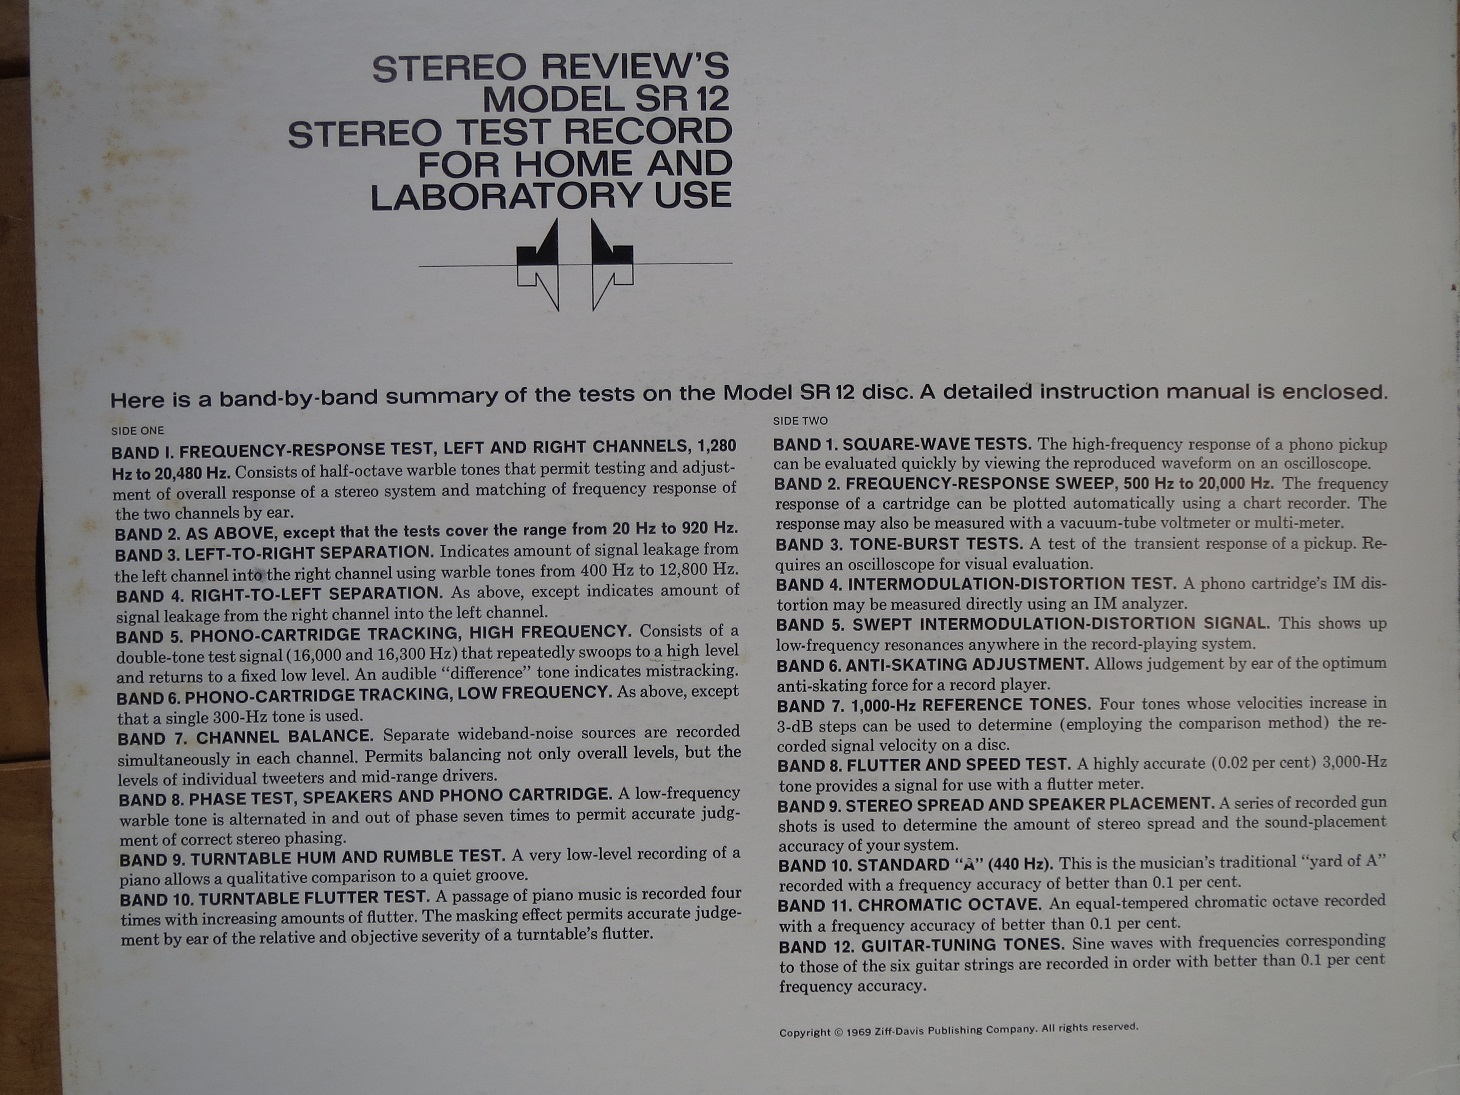 STEREO REVIEW'S
MODEL SR 12
STEREO TEST RECORD
FOR HOME AND
LABORATORY USE
Here is a band-by-band summary of the tests on the Model SR 12 disc. A detailed instruction manual is enclosed.
SIDE ONE
BAND I. FREQUENCY-RESPONSE TEST, LEFT AND RIGHT CHANNELS, 1,280
Hz to 20,480 Hz. Consists of half-octave warble tones that permit testing and adjust-
ment of overall response of a stereo system and matching of frequency response of
the two channels by ear.
BAND 2. AS ABOVE, except that the tests cover the range from 20 Hz to 920 Hz.
BAND 3. LEFT-TO-RIGHT SEPARATION. Indicates amount of signal leakage from
the left channel into the right channel using warble tones from 400 Hz to 12,800 Hz.
BAND 4. RIGHT-TO-LEFT SEPARATION. As above, except indicates amount of
signal leakage from the right channel into the left channel.
BAND 5. PHONO-CARTRIDGE TRACKING, HIGH FREQUENCY. Consists of a
double-tone test signal (16,000 and 16,300 Hz) that repeatedly swoops to a high level
and returns to a fixed low level. An audible "difference" tone indicates mistracking.
BAND 6. PHONO-CARTRIDGE TRACKING, LOW FREQUENCY. As above, except
that a single 300-Hz tone is used.
BAND 7. CHANNEL BALANCE. Separate wideband-noise sources are recorded
simultaneously in each channel. Permits balancing not only overall levels, but the
levels of individual tweeters and mid-range drivers.
BAND 8. PHASE TEST, SPEAKERS AND PHONO CARTRIDGE. A low-frequency
warble tone is alternated in and out of phase seven times to permit accurate judg-
ment of correct stereo phasing.
BAND 9. TURNTABLE HUM AND RUMBLE TEST. A very low-level recording of a
piano allows a qualitative comparison to a quiet groove.
BAND 10. TURNTABLE FLUTTER TEST. A passage of piano music is recorded four
times with increasing amounts of flutter. The masking effect permits accurate judge-
ment by ear of the relative and objective severity of a turntable's flutter.
SIDE TWO
BAND 1. SQUARE-WAVE TESTS. The high-frequency response of a phono pickup
can be evaluated quickly by viewing the reproduced waveform on an oscilloscope.
BAND 2. FREQUENCY-RESPONSE SWEEP, 500 Hz to 20,000 Hz. The frequency
response of a cartridge can be plotted automatically using a chart recorder. The
response may also be measured with a vacuum-tube voltmeter or multi-meter.
BAND 3. TONE-BURST TESTS. A test of the transient response of a pickup. Re-
quires an oscilloscope for visual evaluation.
BAND 4. INTERMODULATION-DISTORTION TEST. A phono cartridge's IM dis-
tortion may be measured directly using an IM analyzer.
BAND 5. SWEPT INTERMODULATION-DISTORTION SIGNAL. This shows up
low-frequency resonances anywhere in the record-playing system.
BAND 6. ANTI-SKATING ADJUSTMENT. Allows judgement by ear of the optimum
anti-skating force for a record player.
BAND 7. 1,000-Hz REFERENCE TONES. Four tones whose velocities increase in
3-dB steps can be used to determine (employing the comparison method) the re-
corded signal velocity on a disc.
BAND 8. FLUTTER AND SPEED TEST. A highly accurate (0.02 per cent) 3,000-Hz
tone provides a signal for use with a flutter meter.
BAND 9. STEREO SPREAD AND SPEAKER PLACEMENT. A series of recorded gun
shots is used to determine the amount of stereo spread and the sound-placement
accuracy of your system.
BAND 10. STANDARD "A" (440 Hz). This is the musician's traditional "yard of A"
recorded with a frequency accuracy of better than 0.1 per cent.
BAND 11. CHROMATIC OCTAVE. An equal-tempered chromatic octave recorded
with a frequency accuracy of better than 0.1 per cent.
BAND 12. GUITAR-TUNING TONES. Sine waves with frequencies corresponding
to those of the six guitar strings are recorded in order with better than 0.1 per cent
frequency accuracy.
Copyright © 1969 Ziff-Davis Publishing Company. All rights reserved.